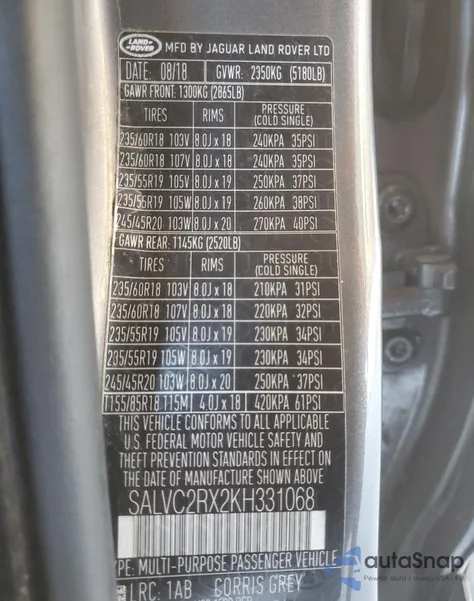 LAND ROVER MFD BY JAGUAR LAND ROVER LTD
DATE: 08/18 GVWR: 2350KG (5180LB)
GAWR FRONT: 1300KG (2865LB)
TIRES RIMS PRESSURE (COLD SINGLE)
235/60R18 103V 8.0J x 18 240KPA 35PSI
235/60R18 107V 8.0J x 18 240KPA 35PSI
235/55R19 105V 8.0J x 19 250KPA 37PSI
235/55R19 105W 8.0J x 19 260KPA 38PSI
245/45R20 103W 8.0J x 20 270KPA 40PSI
GAWR REAR: 1145KG (2520LB)
TIRES RIMS PRESSURE (COLD SINGLE)
235/60R18 103V 8.0J x 18 210KPA 31PSI
235/60R18 107V 8.0J x 18 220KPA 32PSI
235/55R19 105V 8.0J x 19 230KPA 34PSI
235/55R19 105W 8.0J x 19 230KPA 34PSI
245/45R20 103W 8.0J x 20 250KPA 37PSI
T155/85R18 115M 4.0J x 18 420KPA 61PSI
THIS VEHICLE CONFORMS TO ALL APPLICABLE
U.S. FEDERAL MOTOR VEHICLE SAFETY AND
THEFT PREVENTION STANDARDS IN EFFECT ON THE
DATE OF MANUFACTURE SHOWN ABOVE
SALVC2RX2KH331068
PE: MULTI-PURPOSE PASSENGER VEHICLE
LRC: 1AB CORRIS GREY
autoSnap